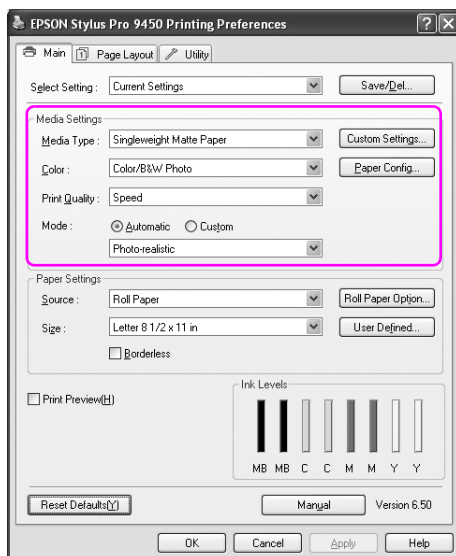 EPSON Stylus Pro 9450 Printing Preferences
Main Page Layout Utility
Select Setting : Current Settings Save/Del...
Media Settings
Media Type : Singleweight Matte Paper Custom Settings...
Color : Color/B&W Photo Paper Config...
Print Quality : Speed
Mode : Automatic Custom
Photo-realistic
Paper Settings
Source : Roll Paper Roll Paper Option...
Size : Letter 8 1/2 x 11 in User Defined...
Borderless
Print Preview(H)
Ink Levels
MB MB C C M M Y Y
Reset Defaults(Y) Manual Version 6.50
OK Cancel Apply Help